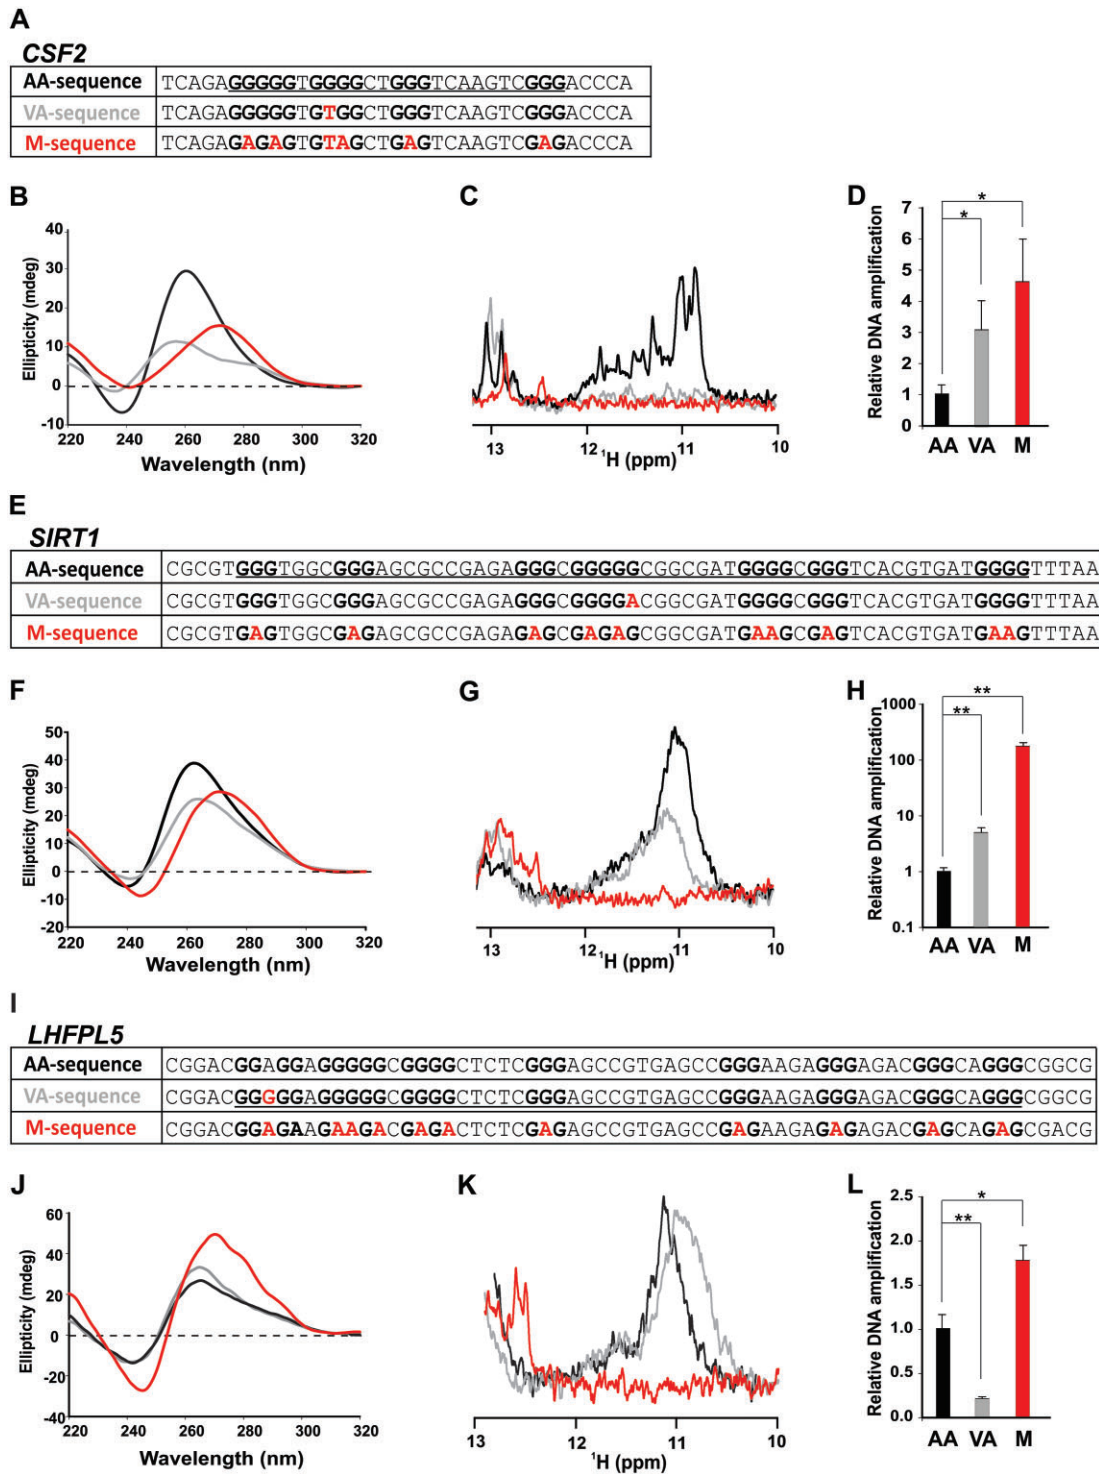 A
CSF2
AA-sequence TCAGAGGGGGTGGGGCTGGGTCAAGTCGGGACCCA
VA-sequence TCAGAGGGGGTGTGGCTGGGTCAAGTCGGGACCCA
M-sequence TCAGAGAGAGTGTAGCTGAGTCAAGTCGAGACCCA
B
Ellipticity (mdeg)
40
30
20
10
0
-10
220 240 260 280 300 320
Wavelength (nm)
C
13 12 11 10
¹H (ppm)
D
Relative DNA amplification
7
6
5
4
3
2
1
0
* *
AA VA M
E
SIRT1
AA-sequence CGCGTGGGTGGCGGGAGCGCCGAGAGGGCGGGGGCGGCGATGGGGCGGGTCACGTGATGGGGTTTAA
VA-sequence CGCGTGGGTGGCGGGAGCGCCGAGAGGGCGGGGACGGCGATGGGGCGGGTCACGTGATGGGGTTTAA
M-sequence CGCGTGAGTGGCGAGAGCGCCGAGAGAGCGAGAGCGGCGATGAAGCGAGTCACGTGATGAAGTTTAA
F
Ellipticity (mdeg)
50
40
30
20
10
0
-10
-20
220 240 260 280 300 320
Wavelength (nm)
G
13 12 11 10
¹H (ppm)
H
Relative DNA amplification
1000
100
10
1
0.1
** **
AA VA M
I
LHFPL5
AA-sequence CGGACGGAGGAGGGGGCGGGGCTCTCGGGAGCCGTGAGCCGGGAAGAGGGAGACGGGCAGGGCGGCG
VA-sequence CGGACGGGGGAGGGGGCGGGGCTCTCGGGAGCCGTGAGCCGGGAAGAGGGAGACGGGCAGGGCGGCG
M-sequence CGGACGGAGAAGAAGACGAGACTCTCGAGAGCCGTGAGCCGAGAAGAGAGAGACGAGCAGAGCGACG
J
Ellipticity (mdeg)
60
40
20
0
-20
-40
220 240 260 280 300 320
Wavelength (nm)
K
13 12 11 10
¹H (ppm)
L
Relative DNA amplification
2.5
2.0
1.5
1.0
0.5
0.0
* **
AA VA M